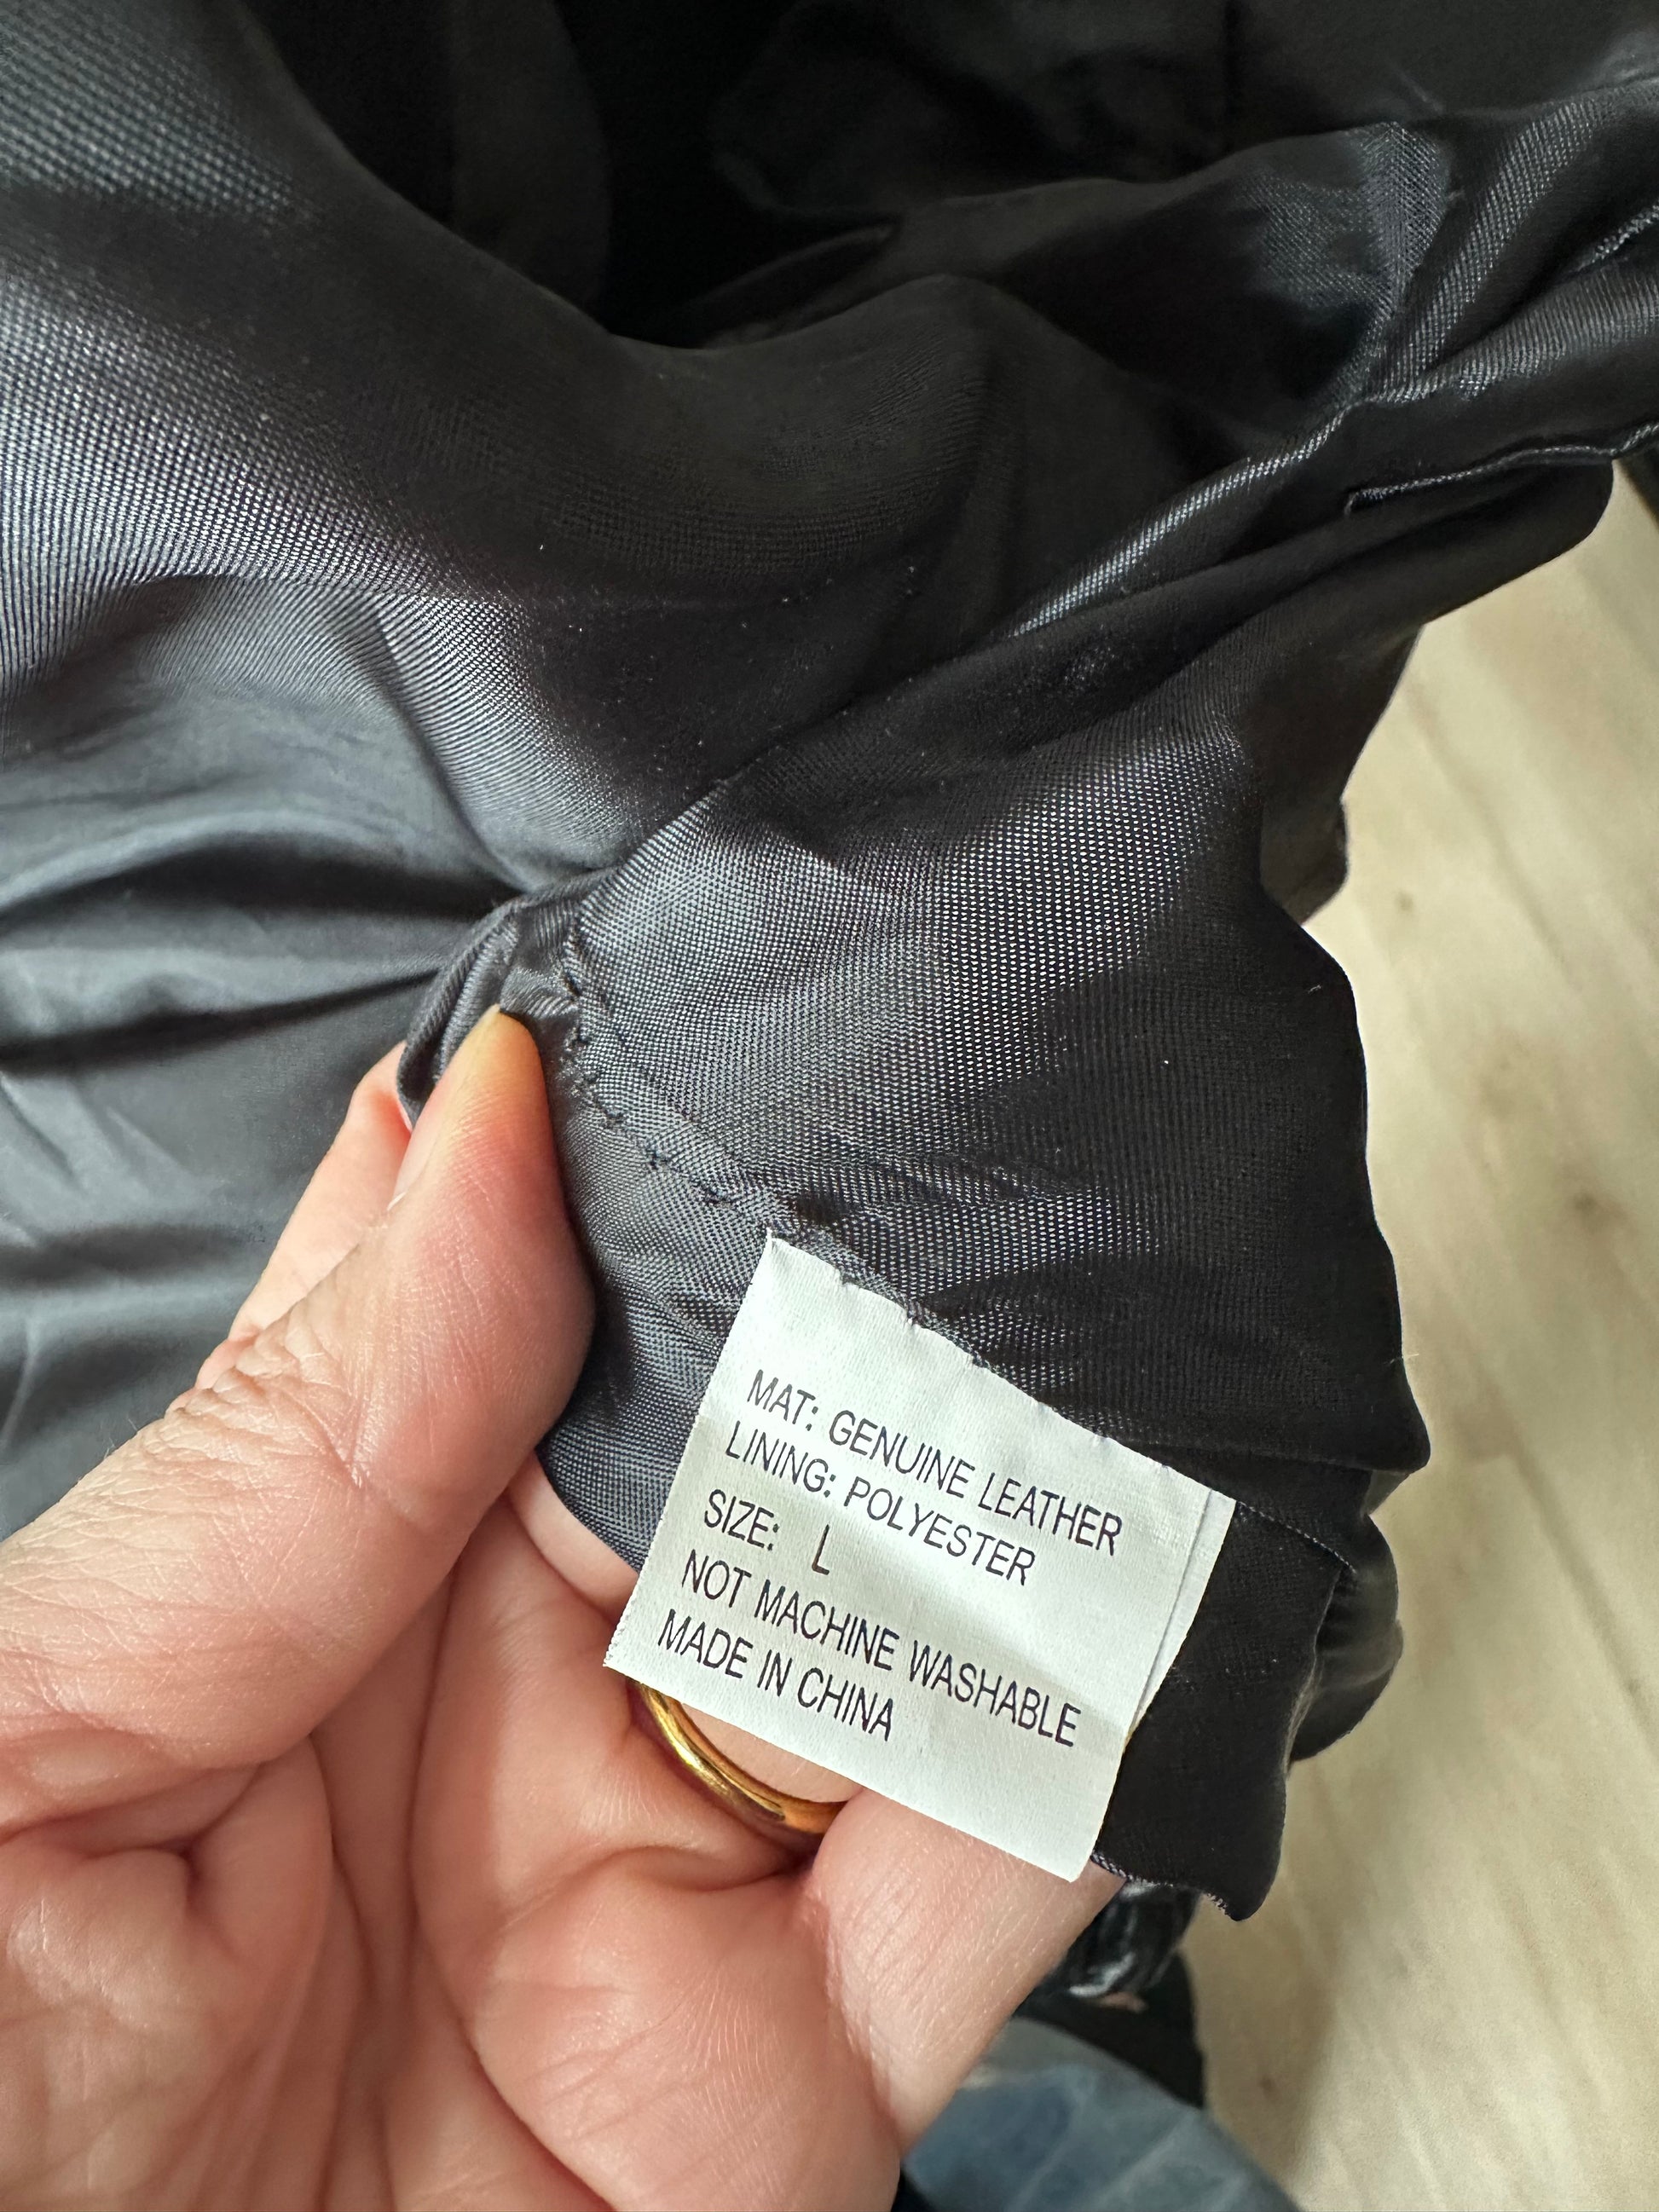 MAT: GENUINE LEATHER
LINING: POLYESTER
SIZE: L
NOT MACHINE WASHABLE
MADE IN CHINA